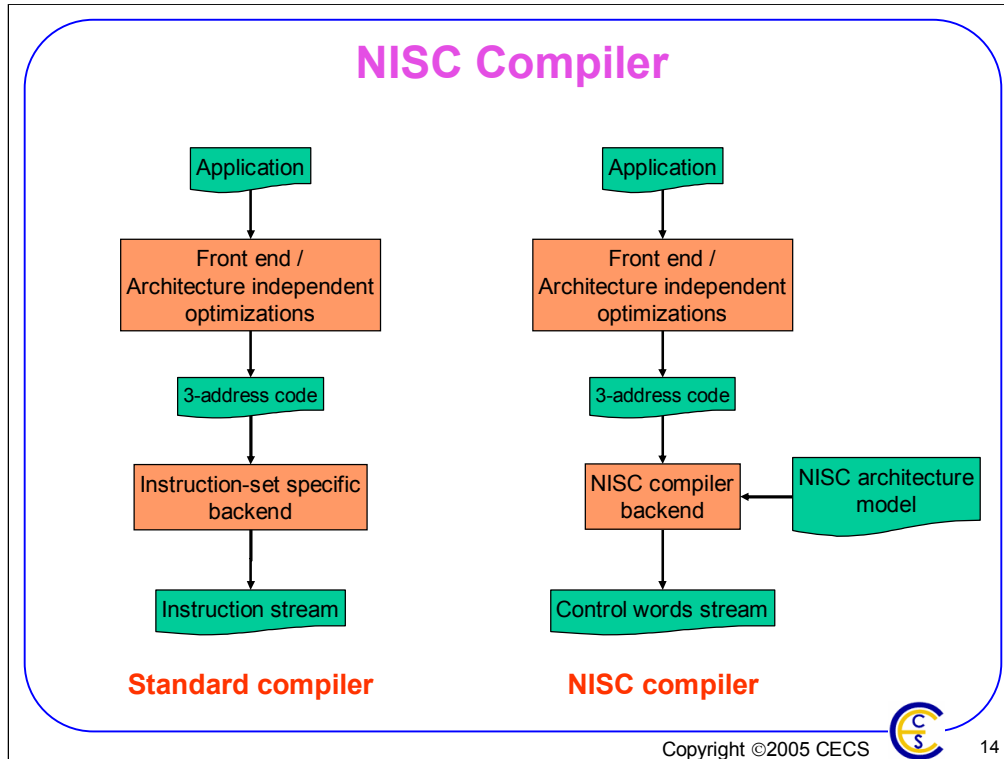 NISC Compiler
Application
Front end /
Architecture independent
optimizations
3-address code
Instruction-set specific
backend
Instruction stream
Standard compiler
Application
Front end /
Architecture independent
optimizations
3-address code
NISC compiler
backend
NISC architecture
model
Control words stream
NISC compiler
Copyright ©2005 CECS
C
S
14